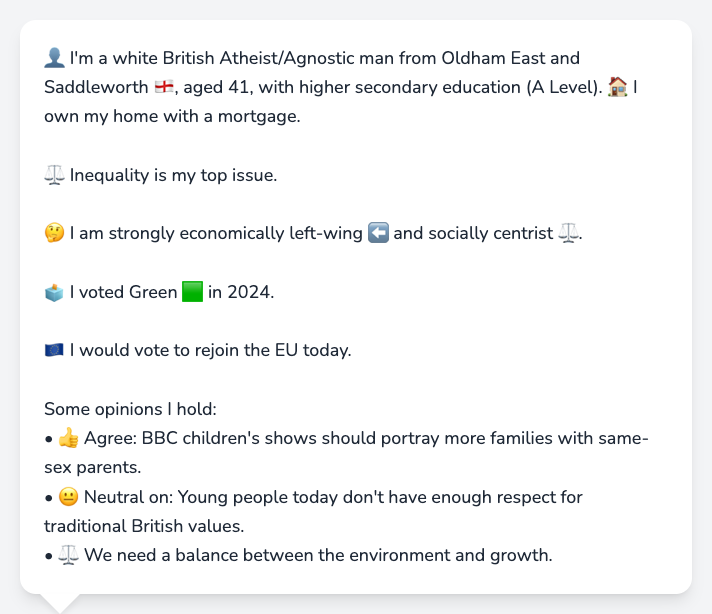 👤 I'm a white British Atheist/Agnostic man from Oldham East and
Saddleworth 🏴󠁧󠁢󠁥󠁮󠁧󠁿, aged 41, with higher secondary education (A Level). 🏠 I
own my home with a mortgage.
⚖️ Inequality is my top issue.
🤔 I am strongly economically left-wing ⬅️ and socially centrist ⚖️.
🗳️ I voted Green 🟩 in 2024.
🇪🇺 I would vote to rejoin the EU today.
Some opinions I hold:
• 👍 Agree: BBC children's shows should portray more families with same-
sex parents.
• 😐 Neutral on: Young people today don't have enough respect for
traditional British values.
• ⚖️ We need a balance between the environment and growth.